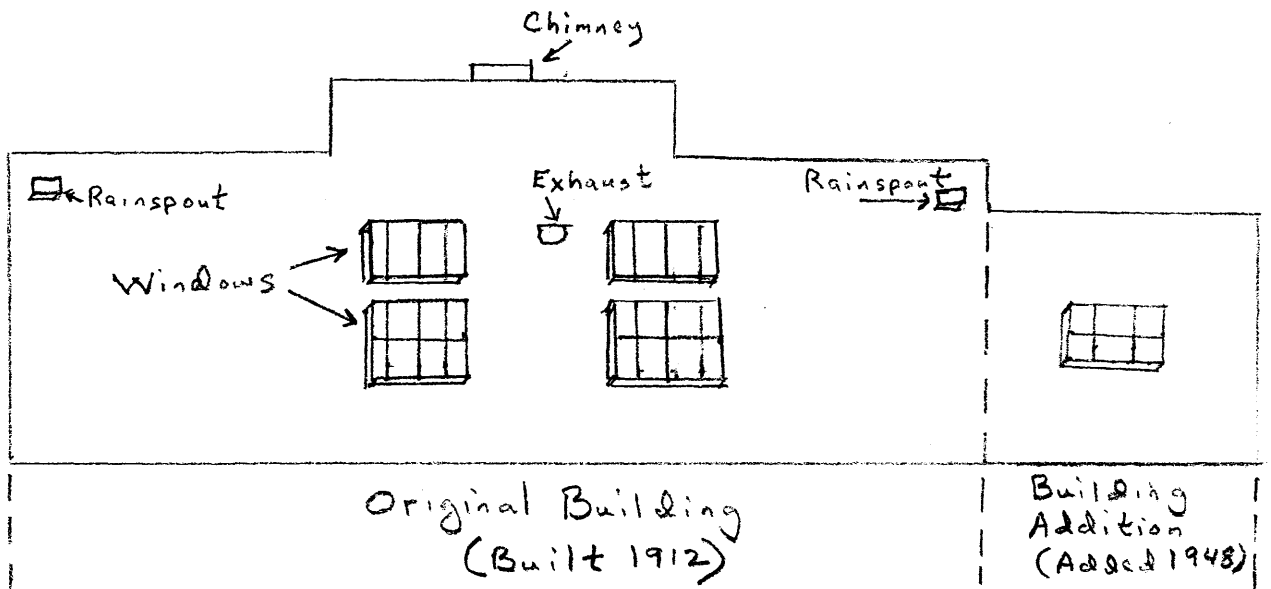 Chimney
Exhaust
Rainspout
Rainspout
Windows
Original Building
(Built 1912)
Building
Addition
(Added 1948)